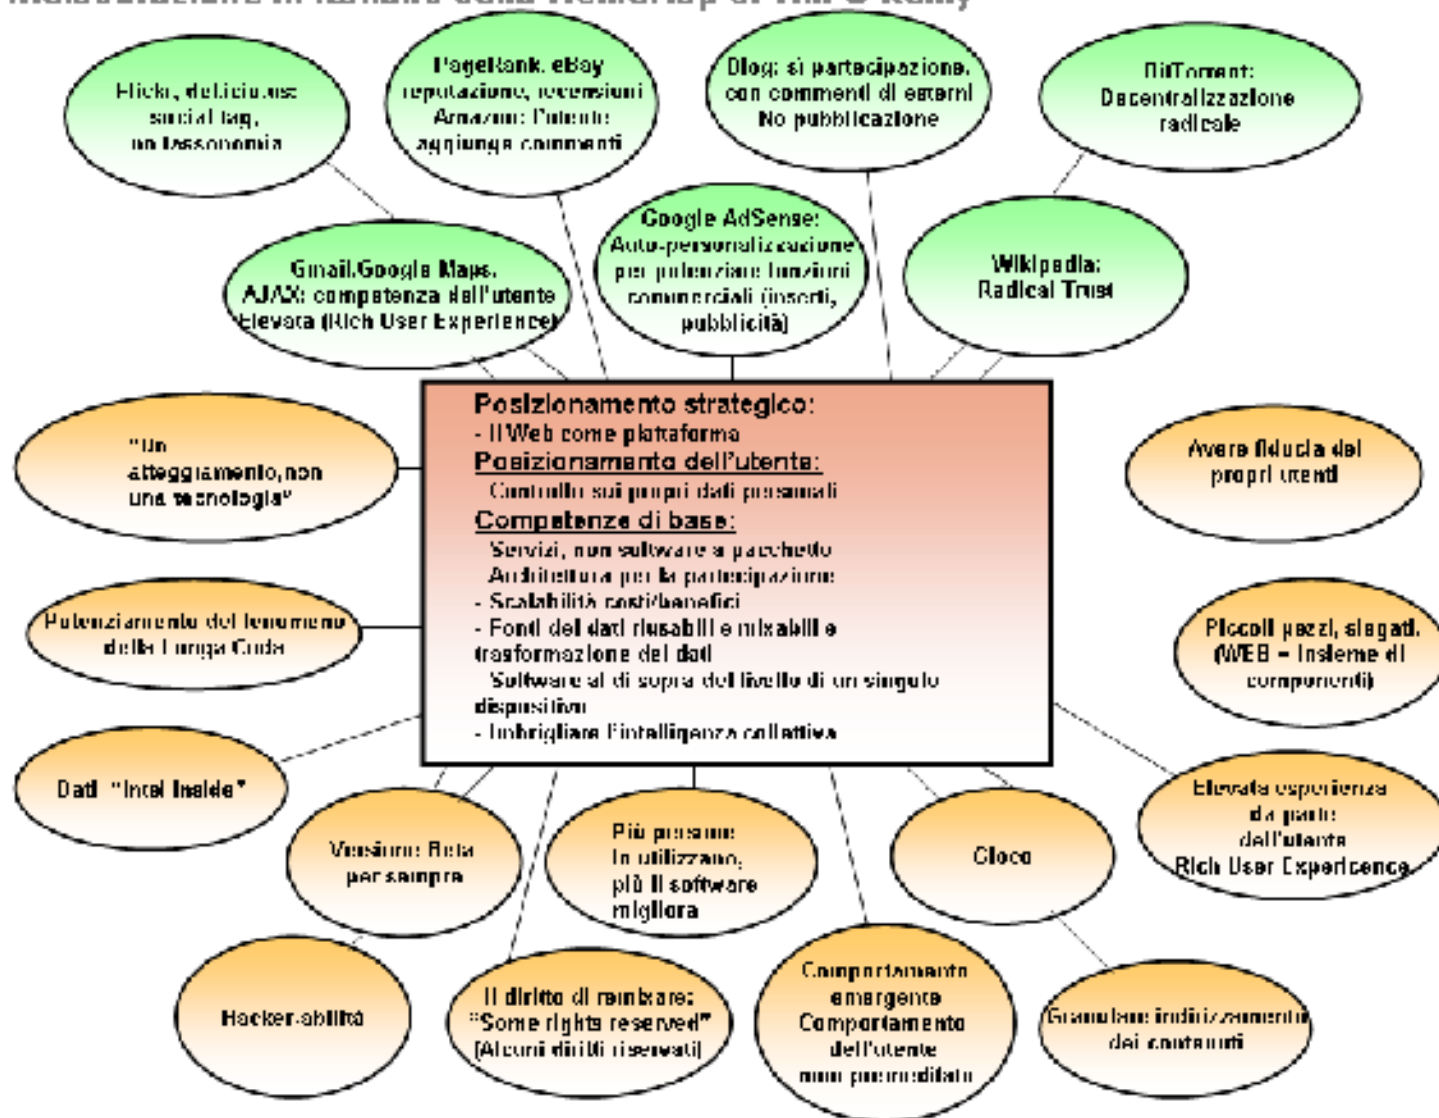 Flickr, del.icio.us:
social tag,
no tassonomia
PageRank, eBay
reputazione, recensioni
Amazon: l'utente
aggiunge commenti
Blog: sì partecipazione,
con commenti di esterni
No pubblicazione
BitTorrent:
Decentralizzazione
radicale
Gmail,Google Maps,
AJAX: competenza dell'utente
Elevata (Rich User Experience)
Google AdSense:
Auto-personalizzazione
per potenziare funzioni
commerciali (inserti,
pubblicità)
Wikipedia:
Radical Trust
Posizionamento strategico:
- Il Web come piattaforma
Posizionamento dell'utente:
Controllo sui propri dati personali
Competenze di base:
Servizi, non software a pacchetto
Architettura per la partecipazione
- Scalabilità costi/benefici
- Fonti dei dati riusabili e mixabili e
trasformazione dei dati
Software al di sopra del livello di un singolo
dispositivo
- Imbrigliare l'intelligenza collettiva
"Un
atteggiamento,non
una tecnologia"
Avere fiducia dei
propri utenti
Potenziamento del fenomeno
della Lunga Coda
Piccoli pezzi, slegati.
(WEB = insieme di
componenti)
Dati "Intel Inside"
Elevata esperienza
da parte
dell'utente
Rich User Expericence
Versione Beta
per sempre
Più persone
lo utilizzano,
più il software
migliora
Gioco
Hacker-abilità
Il diritto di remixare:
"Some rights reserved"
(Alcuni diritti riservati)
Comportamento
emergente
Comportamento
dell'utente
non premeditato
Granulare indirizzamento
dei contenuti